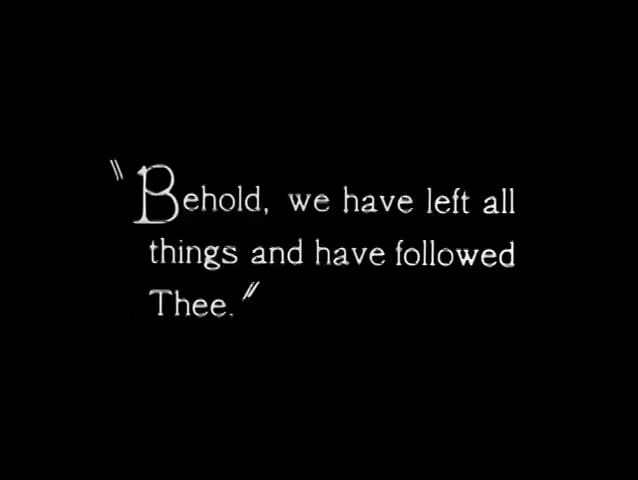 "Behold, we have left all
things and have followed
Thee."